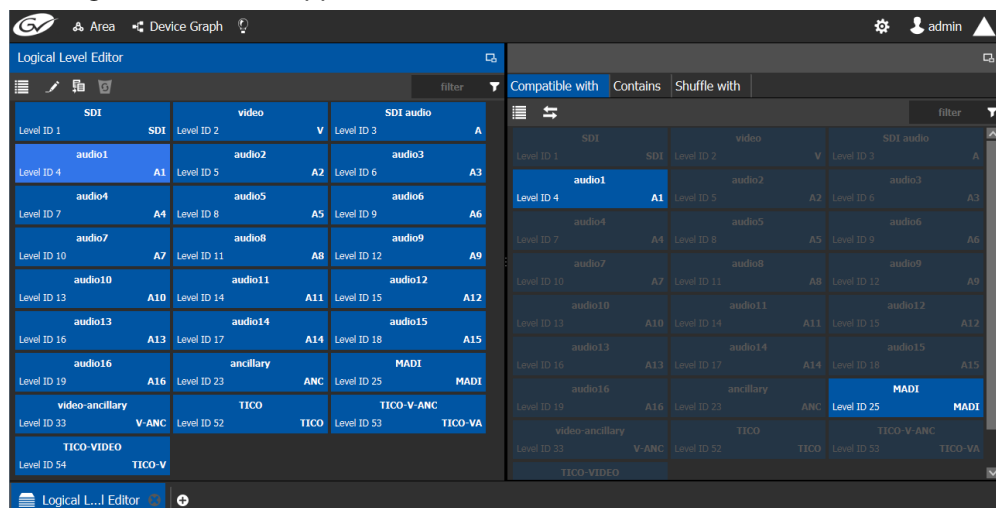 GV Area Device Graph admin
Logical Level Editor
filter
SDI video SDI audio
Level ID 1 SDI Level ID 2 V Level ID 3 A
audio1 audio2 audio3
Level ID 4 A1 Level ID 5 A2 Level ID 6 A3
audio4 audio5 audio6
Level ID 7 A4 Level ID 8 A5 Level ID 9 A6
audio7 audio8 audio9
Level ID 10 A7 Level ID 11 A8 Level ID 12 A9
audio10 audio11 audio12
Level ID 13 A10 Level ID 14 A11 Level ID 15 A12
audio13 audio14 audio15
Level ID 16 A13 Level ID 17 A14 Level ID 18 A15
audio16 ancillary MADI
Level ID 19 A16 Level ID 23 ANC Level ID 25 MADI
video-ancillary TICO TICO-V-ANC
Level ID 33 V-ANC Level ID 52 TICO Level ID 53 TICO-VA
TICO-VIDEO
Level ID 54 TICO-V
Compatible with Contains Shuffle with
filter
SDI video SDI audio
Level ID 1 SDI Level ID 2 V Level ID 3 A
audio1 audio2 audio3
Level ID 4 A1 Level ID 5 A2 Level ID 6 A3
audio4 audio5 audio6
Level ID 7 A4 Level ID 8 A5 Level ID 9 A6
audio7 audio8 audio9
Level ID 10 A7 Level ID 11 A8 Level ID 12 A9
audio10 audio11 audio12
Level ID 13 A10 Level ID 14 A11 Level ID 15 A12
audio13 audio14 audio15
Level ID 16 A13 Level ID 17 A14 Level ID 18 A15
audio16 ancillary MADI
Level ID 19 A16 Level ID 23 ANC Level ID 25 MADI
video-ancillary TICO TICO-V-ANC
Level ID 33 V-ANC Level ID 52 TICO Level ID 53 TICO-VA
TICO-VIDEO
Logical L...l Editor